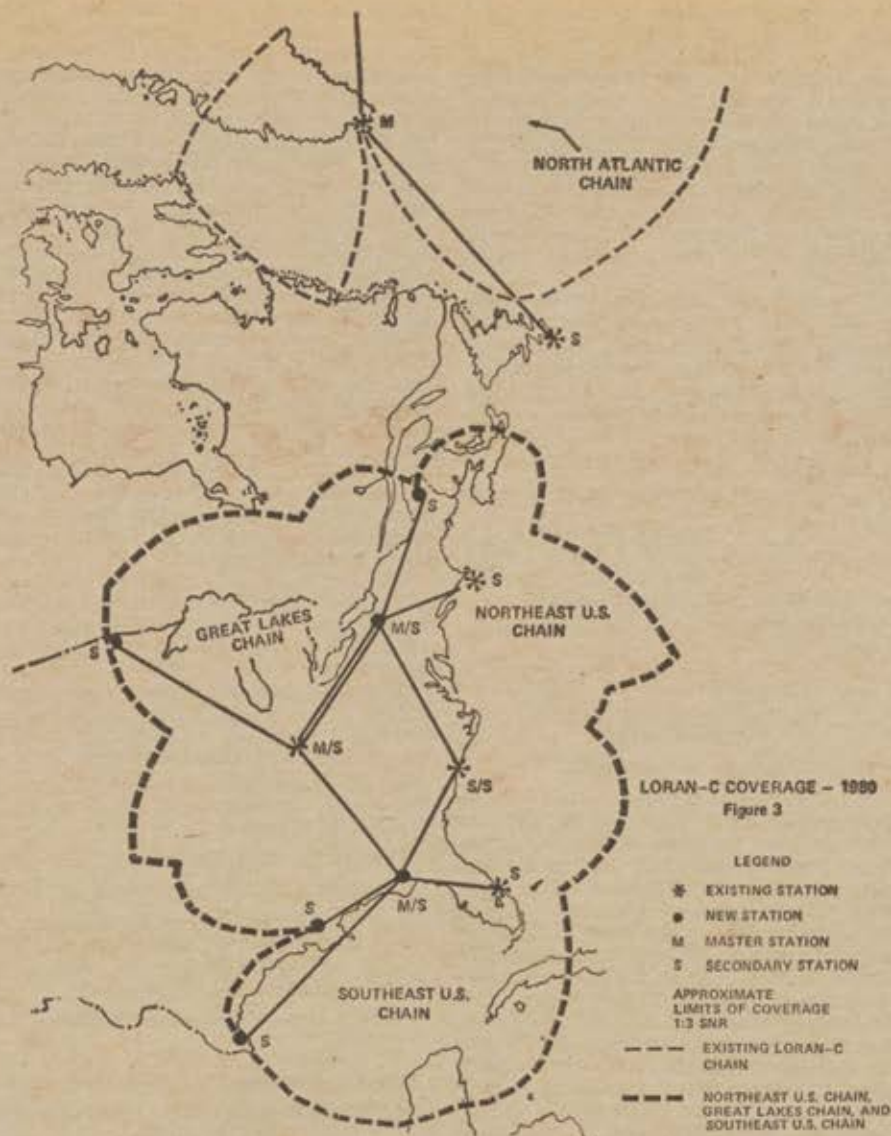 M
NORTH ATLANTIC
CHAIN
S
S
S
NORTHEAST U.S.
CHAIN
GREAT LAKES
CHAIN
M/S
S
M/S
S/S
LORAN-C COVERAGE - 1980
Figure 3
S
M/S
S
SOUTHEAST U.S.
CHAIN
S
LEGEND
EXISTING STATION
NEW STATION
M MASTER STATION
S SECONDARY STATION
APPROXIMATE
LIMITS OF COVERAGE
1:3 SNR
EXISTING LORAN-C
CHAIN
NORTHEAST U.S. CHAIN,
GREAT LAKES CHAIN, AND
SOUTHEAST U.S. CHAIN